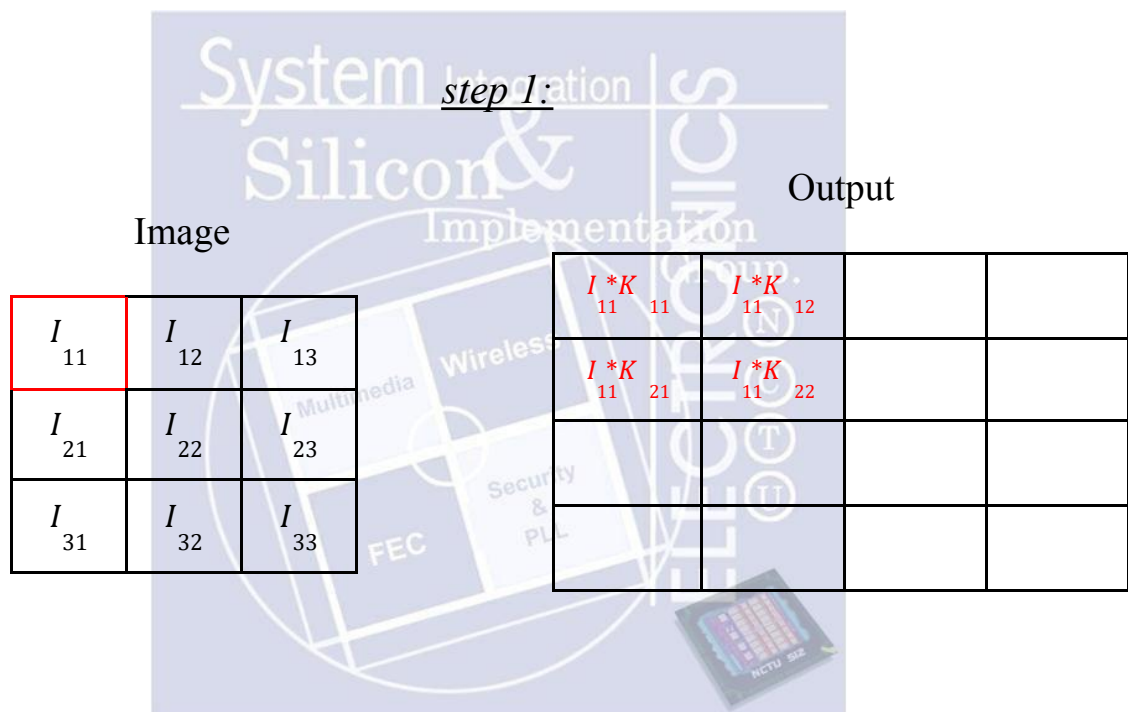 System Integration
step 1:
&
Silicon
ELECTRONICS
Output
Implementation
Image
Group.
I11*K11 I11*K12
I11 I12 I13
N
Wireless
I11*K21 I11*K22
C
Multimedia
I21 I22 I23
T
Security
&
PLL
U
I31 I32 I33
FEC
NCTU SI2